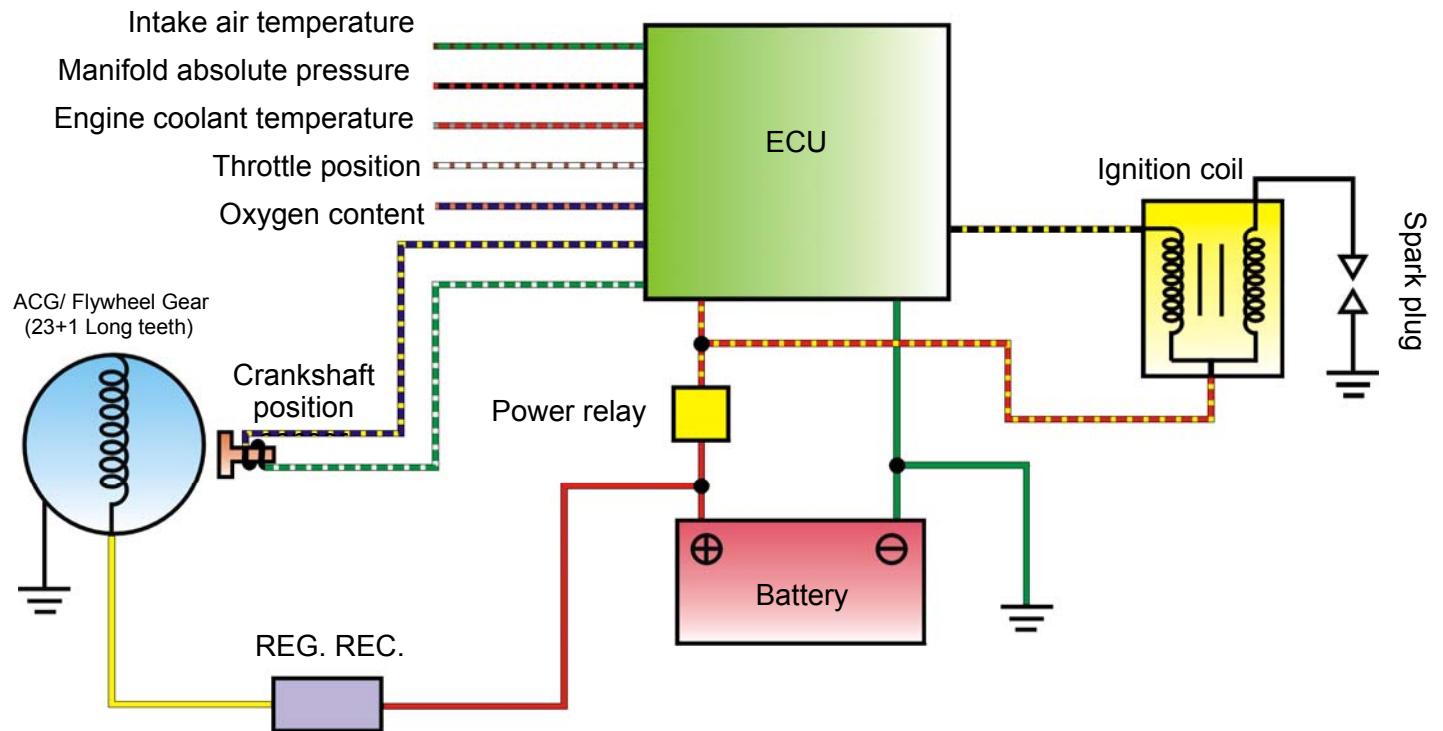 Intake air temperature
Manifold absolute pressure
Engine coolant temperature
Throttle position
Oxygen content
ECU
Ignition coil
Spark plug
ACG/ Flywheel Gear
(23+1 Long teeth)
Crankshaft
position
Power relay
Battery
REG. REC.